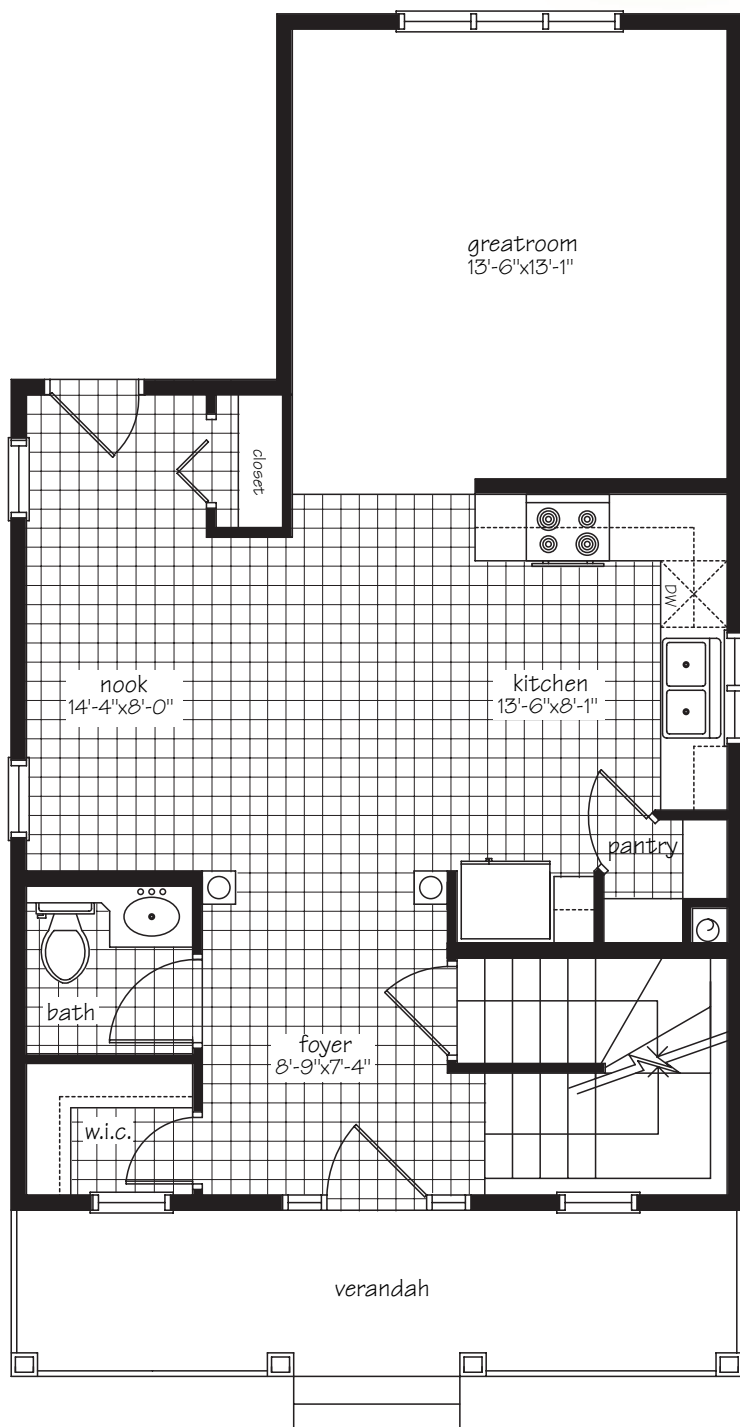 greatroom
13'-6"x13'-1"
closet
DW
nook
14'-4"x8'-0"
kitchen
13'-6"x8'-1"
pantry
bath
foyer
8'-9"x7'-4"
w.i.c.
verandah